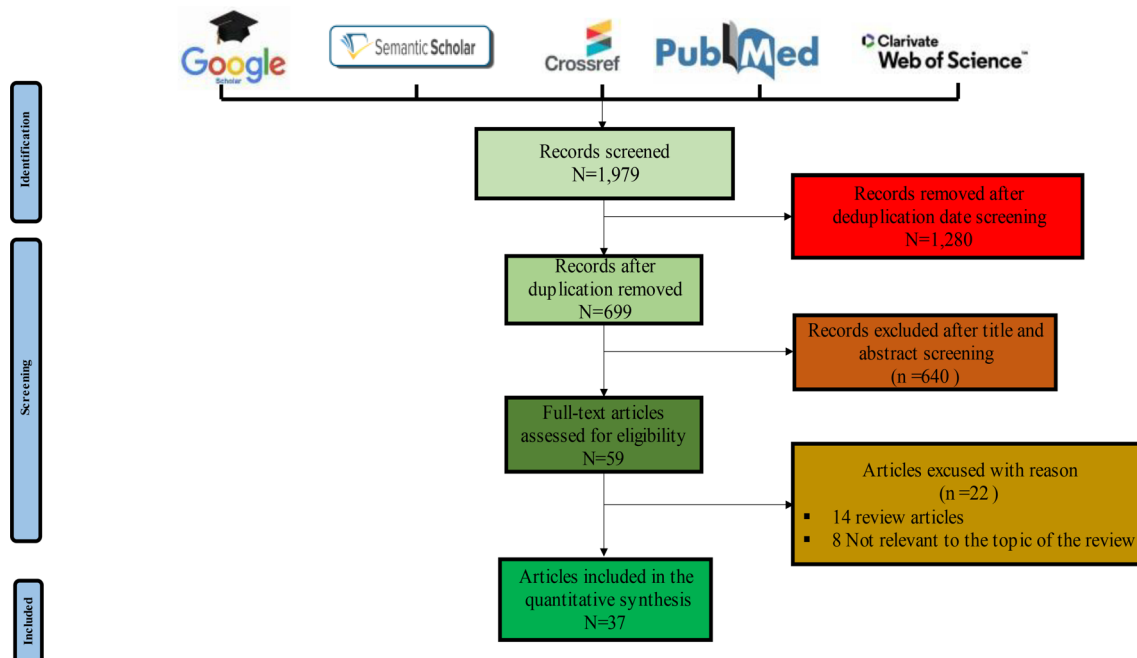 Google
Scholar
Semantic Scholar
Crossref
PubMed
Clarivate
Web of Science™
Identification
Records screened
N=1,979
Records removed after
deduplication date screening
N=1,280
Screening
Records after
duplication removed
N=699
Records excluded after title and
abstract screening
(n =640 )
Full-text articles
assessed for eligibility
N=59
Articles excused with reason
(n =22 )
▪ 14 review articles
▪ 8 Not relevant to the topic of the review
Included
Articles included in the
quantitative synthesis
N=37